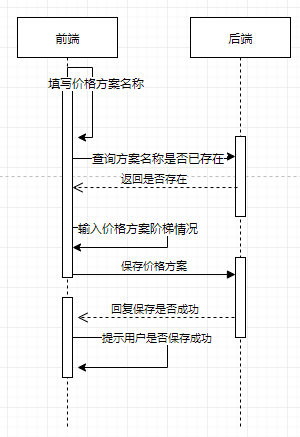 前端
后端
填写价格方案名称
查询方案名称是否已存在
返回是否存在
输入价格方案阶梯情况
保存价格方案
回复保存是否成功
提示用户是否保存成功